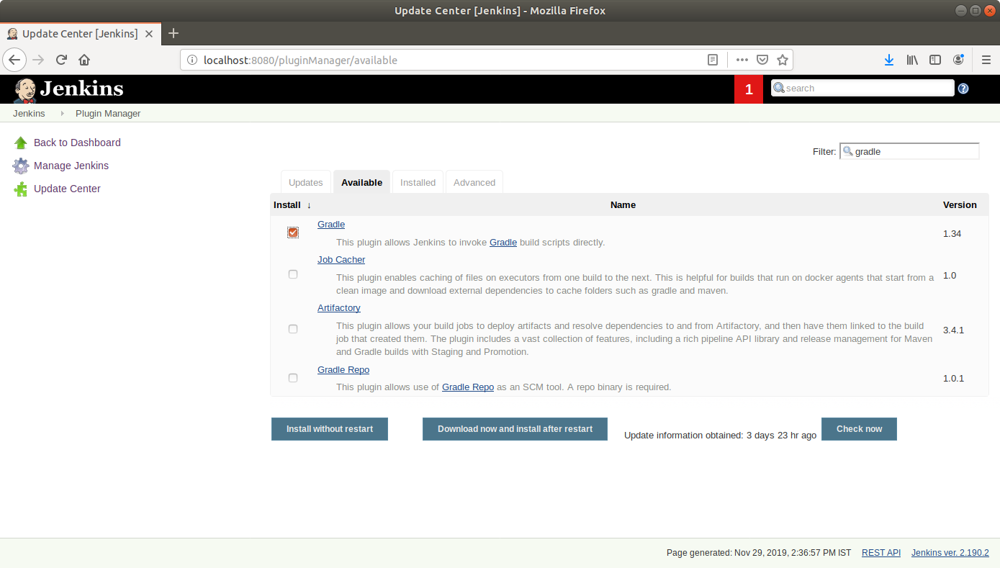 Update Center [Jenkins] - Mozilla Firefox
Update Center [Jenkins]
localhost:8080/pluginManager/available
Jenkins
1
search
Jenkins
Plugin Manager
Back to Dashboard
Manage Jenkins
Update Center
Filter:
gradle
Updates
Available
Installed
Advanced
Install ↓
Name
Version
Gradle
This plugin allows Jenkins to invoke Gradle build scripts directly.
1.34
Job Cacher
This plugin enables caching of files on executors from one build to the next. This is helpful for builds that run on docker agents that start from a
clean image and download external dependencies to cache folders such as gradle and maven.
1.0
Artifactory
This plugin allows your build jobs to deploy artifacts and resolve dependencies to and from Artifactory, and then have them linked to the build
job that created them. The plugin includes a vast collection of features, including a rich pipeline API library and release management for Maven
and Gradle builds with Staging and Promotion.
3.4.1
Gradle Repo
This plugin allows use of Gradle Repo as an SCM tool. A repo binary is required.
1.0.1
Install without restart
Download now and install after restart
Update information obtained: 3 days 23 hr ago
Check now
Page generated: Nov 29, 2019, 2:36:57 PM IST
REST API
Jenkins ver. 2.190.2